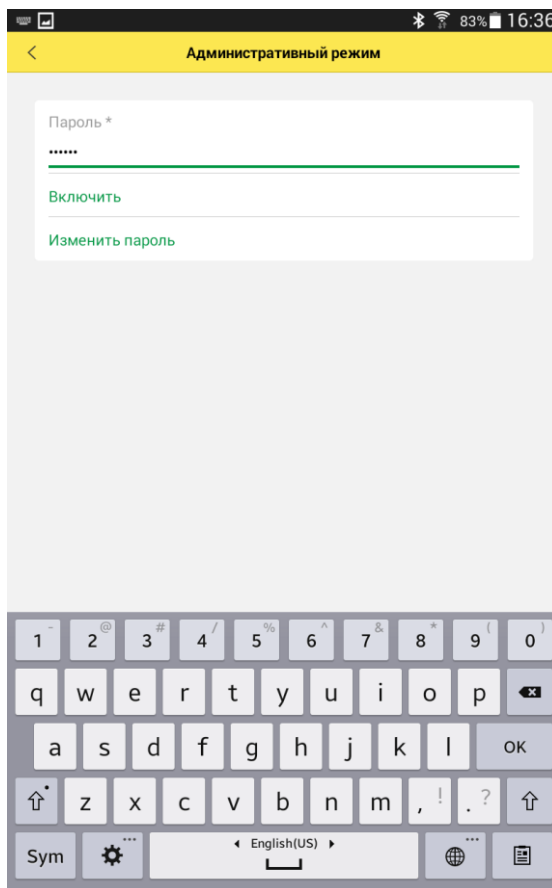 83% 16:36
Административный режим
Пароль *
••••••
Включить
Изменить пароль
- @ # / % ^ & * ( )
1 2 3 4 5 6 7 8 9 0
q w e r t y u i o p
a s d f g h j k l OK
z x c v b n m , ! . ?
Sym English(US)